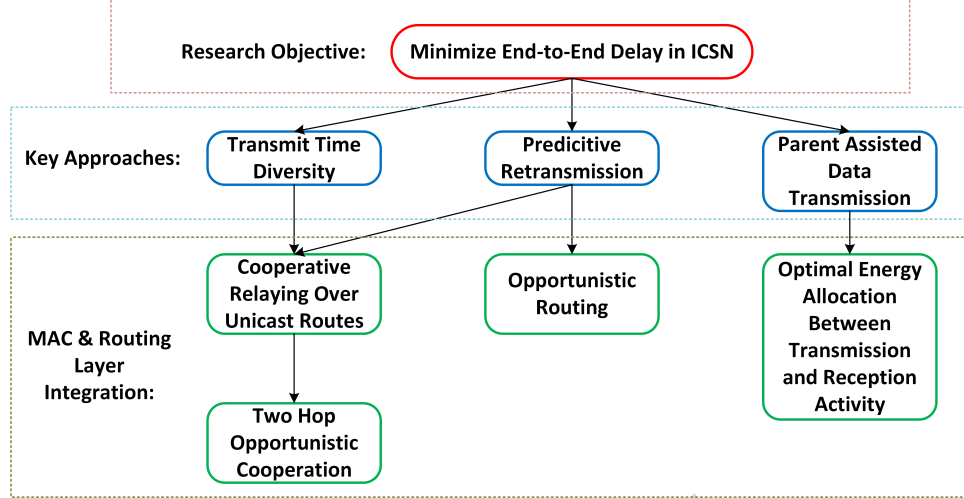 Research Objective:
Minimize End-to-End Delay in ICSN
Key Approaches:
Transmit Time
Diversity
Predicitive
Retransmission
Parent Assisted
Data
Transmission
MAC & Routing
Layer
Integration:
Cooperative
Relaying Over
Unicast Routes
Opportunistic
Routing
Optimal Energy
Allocation
Between
Transmission
and Reception
Activity
Two Hop
Opportunistic
Cooperation